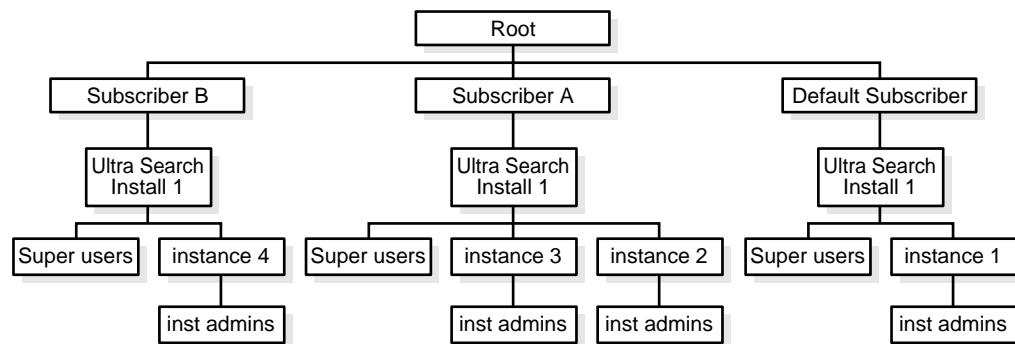 Root
Subscriber B
Subscriber A
Default Subscriber
Ultra Search
Install 1
Ultra Search
Install 1
Ultra Search
Install 1
Super users
instance 4
Super users
instance 3
instance 2
Super users
instance 1
inst admins
inst admins
inst admins
inst admins